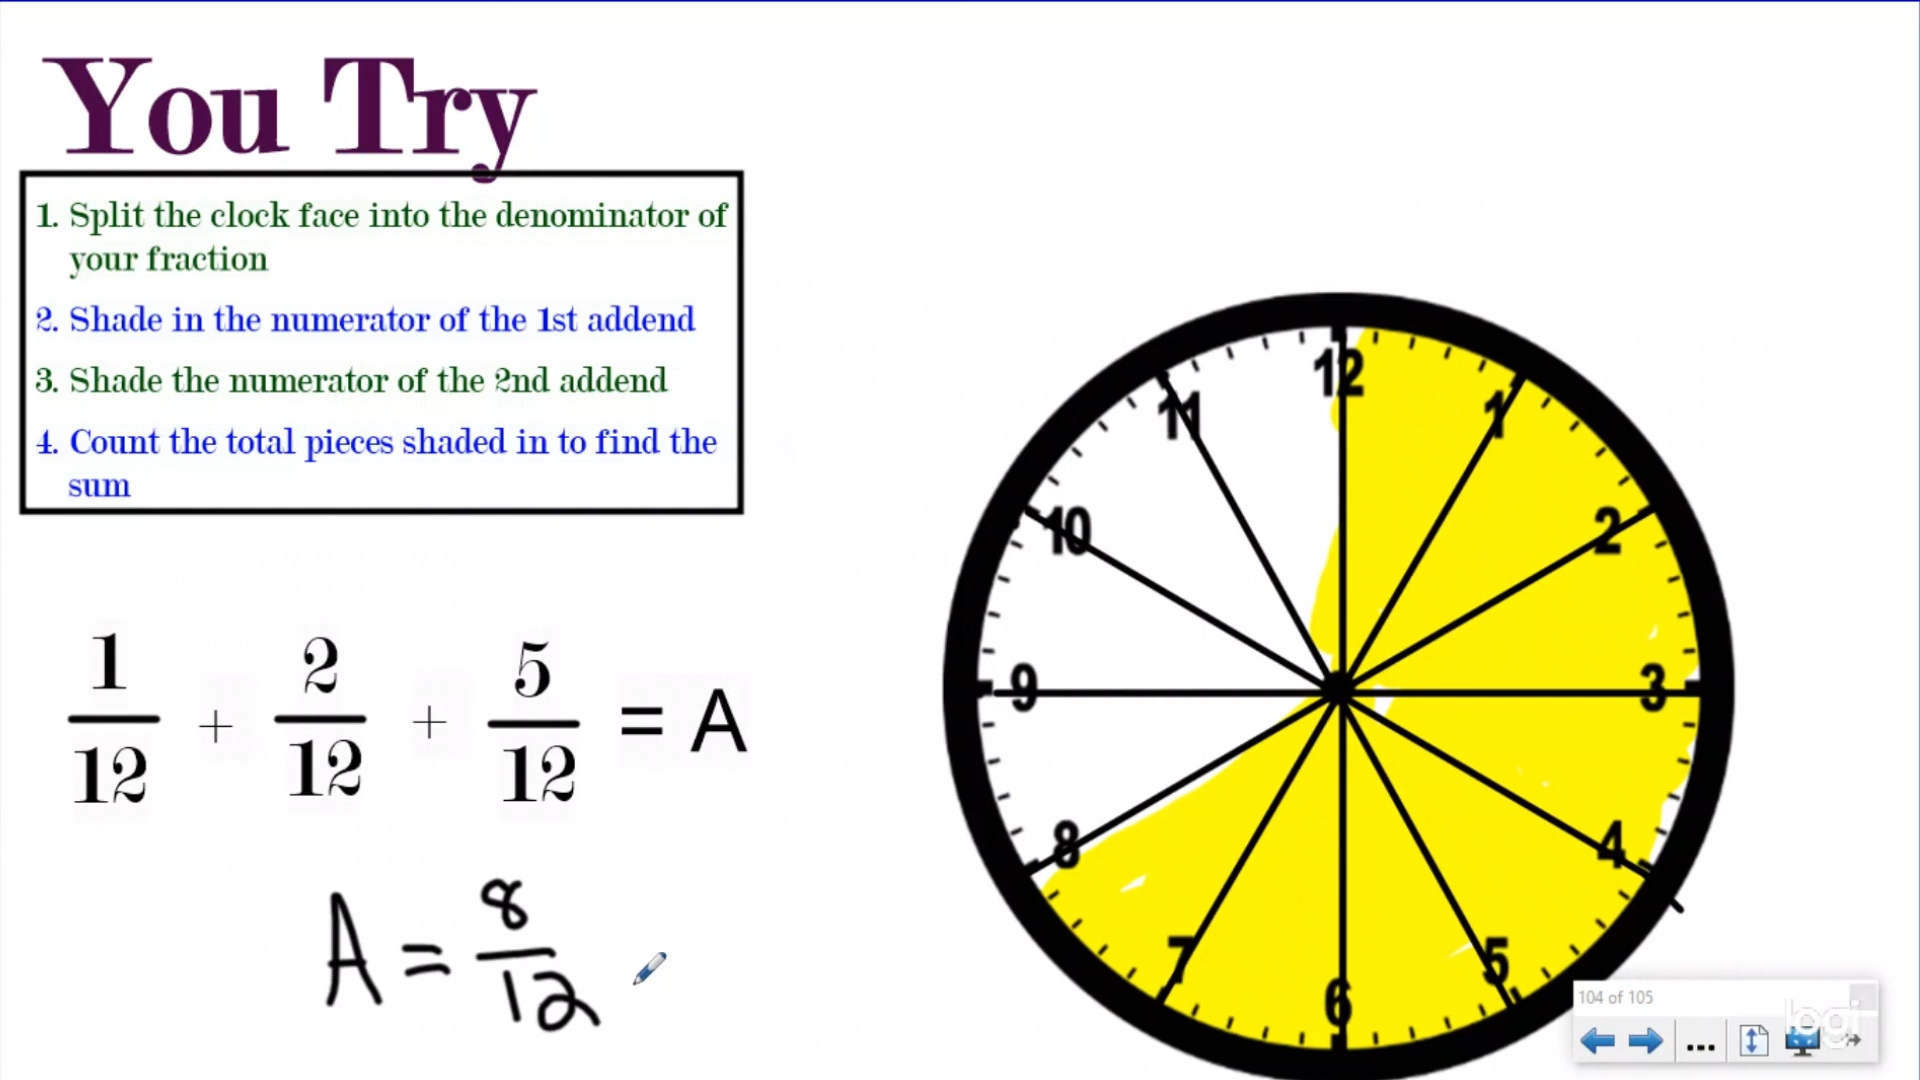 You Try
1. Split the clock face into the denominator of
your fraction
2. Shade in the numerator of the 1st addend
3. Shade the numerator of the 2nd addend
4. Count the total pieces shaded in to find the
sum
1/12 + 2/12 + 5/12 = A
A = 8/12
12
1
2
3
4
5
6
7
8
9
10
11
104 of 105
logi